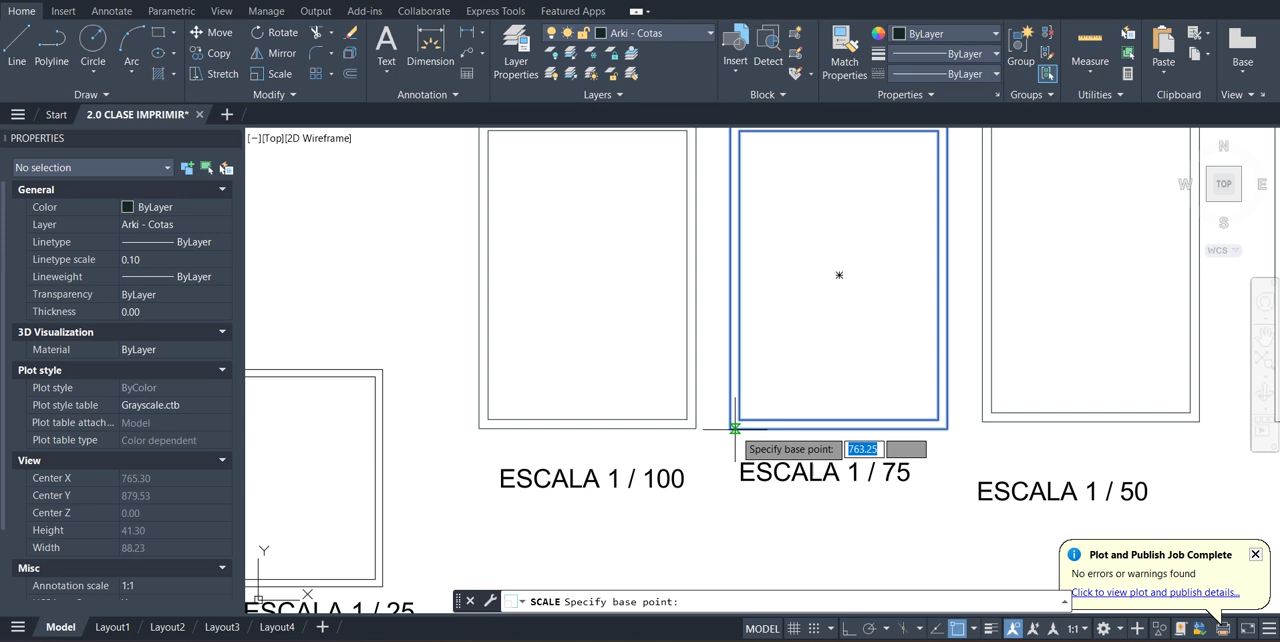 Home Insert Annotate Parametric View Manage Output Add-ins Collaborate Express Tools Featured Apps
Line Polyline Circle Arc
Move Rotate
Copy Mirror
Stretch Scale
Text Dimension
Layer Properties
Arki - Cotas
Insert Detect
Match Properties
ByLayer
ByLayer
ByLayer
Group
Measure
Paste
Base
Draw Modify Annotation Layers Block Properties Groups Utilities Clipboard View
Start 2.0 CLASE IMPRIMIR*
PROPERTIES
No selection
General
Color ByLayer
Layer Arki - Cotas
Linetype ByLayer
Linetype scale 0.10
Lineweight ByLayer
Transparency ByLayer
Thickness 0.00
3D Visualization
Material ByLayer
Plot style
Plot style ByColor
Plot style table Grayscale.ctb
Plot table attach... Model
Plot table type Color dependent
View
Center X 765.30
Center Y 879.53
Center Z 0.00
Height 41.30
Width 88.23
Misc
Annotation scale 1:1
[−][Top][2D Wireframe]
N
W TOP E
S
WCS
Specify base point: 763.25
ESCALA 1 / 100
ESCALA 1 / 75
ESCALA 1 / 50
ESCALA 1 / 25
Y
X
Plot and Publish Job Complete
No errors or warnings found
Click to view plot and publish details...
SCALE Specify base point:
Model Layout1 Layout2 Layout3 Layout4
MODEL
1:1